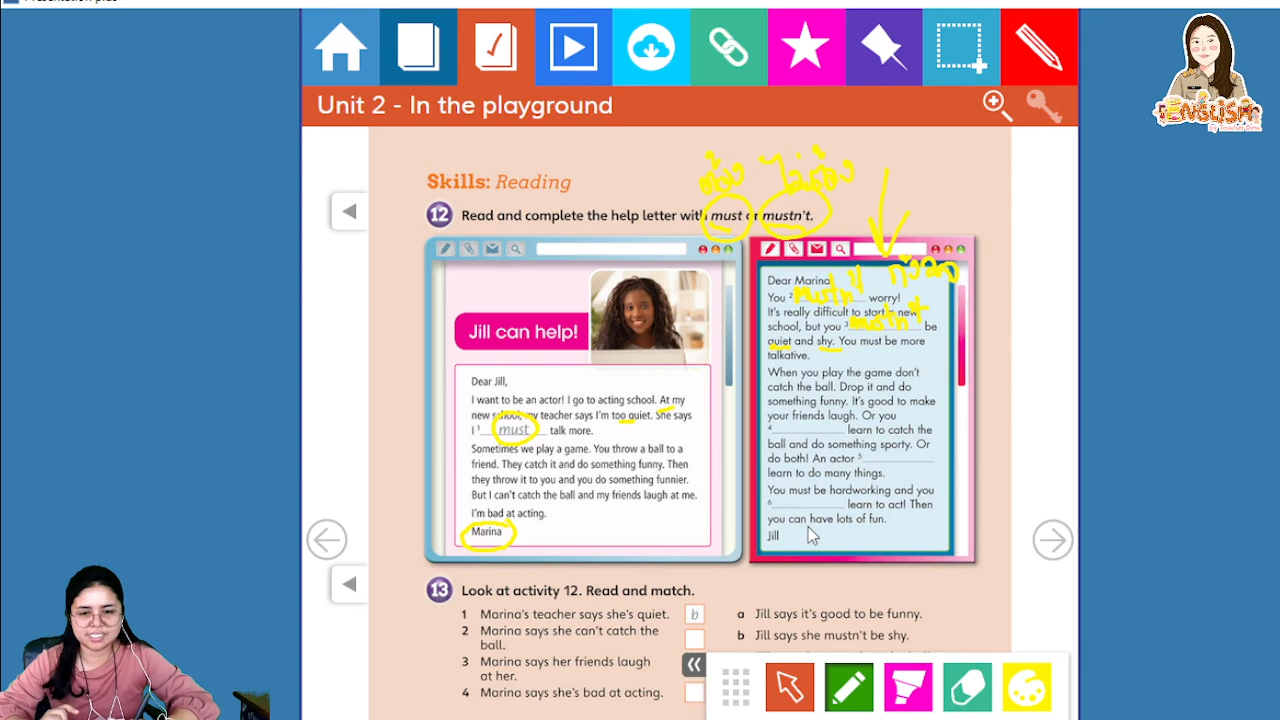 Unit 2 - In the playground
ENGLISH
by Teacher Dew
Skills: Reading
ต้อง ไม่ต้อง
12 Read and complete the help letter with must or mustn't.
Jill can help!
Dear Jill,
I want to be an actor! I go to acting school. At my
new school, my teacher says I'm too quiet. She says
I 1 must talk more.
Sometimes we play a game. You throw a ball to a
friend. They catch it and do something funny. Then
they throw it to you and you do something funnier.
But I can't catch the ball and my friends laugh at me.
I'm bad at acting.
Marina
Dear Marina
You 2 mustn't worry!
It's really difficult to start a new
school, but you 3 mustn't be
quiet and shy. You must be more
talkative.
When you play the game don't
catch the ball. Drop it and do
something funny. It's good to make
your friends laugh. Or you
4 learn to catch the
ball and do something sporty. Or
do both! An actor 5
learn to do many things.
You must be hardworking and you
6 learn to act! Then
you can have lots of fun.
Jill
13 Look at activity 12. Read and match.
1 Marina's teacher says she's quiet. b
2 Marina says she can't catch the
ball.
3 Marina says her friends laugh
at her.
4 Marina says she's bad at acting.
a Jill says it's good to be funny.
b Jill says she mustn't be shy.